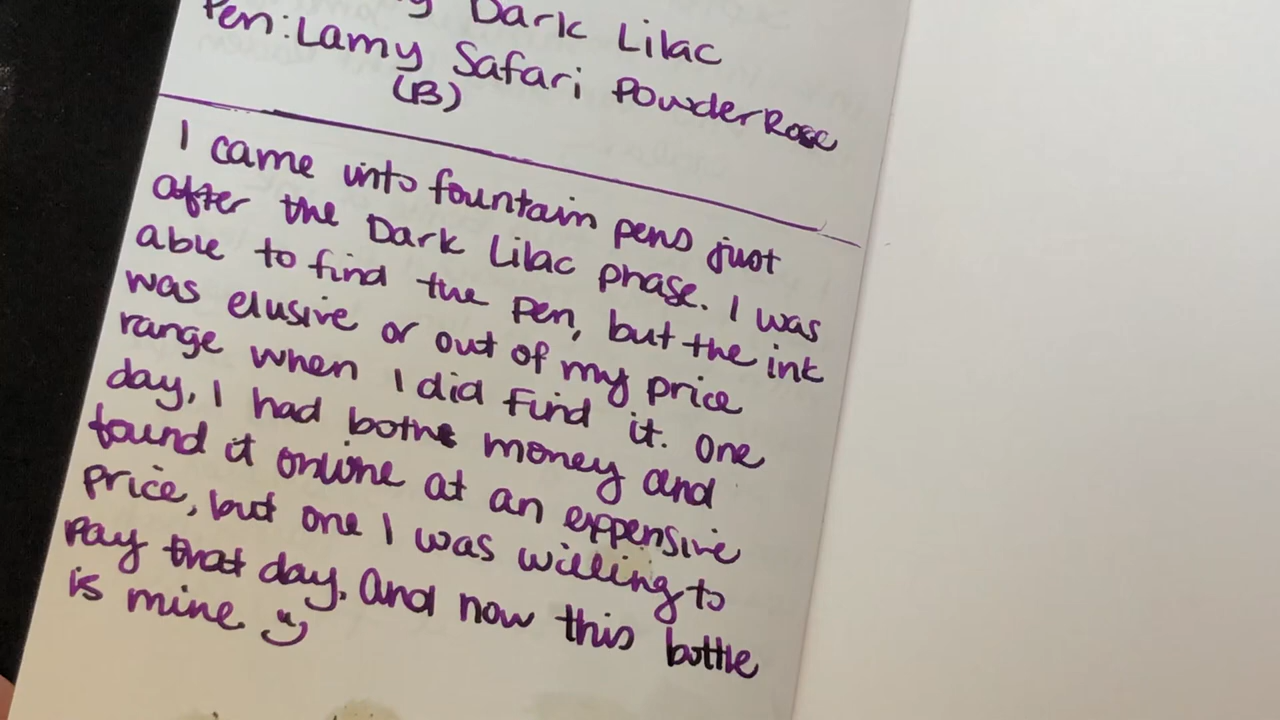 Dark Lilac
Pen: Lamy Safari Powder Rose
(B)
I came into fountain pens just
after the Dark Lilac phase. I was
able to find the pen, but the ink
was elusive or out of my price
range when I did find it. One
day, I had both money and
found it online at an expensive
price, but one I was willing to
pay that day. And now this bottle
is mine